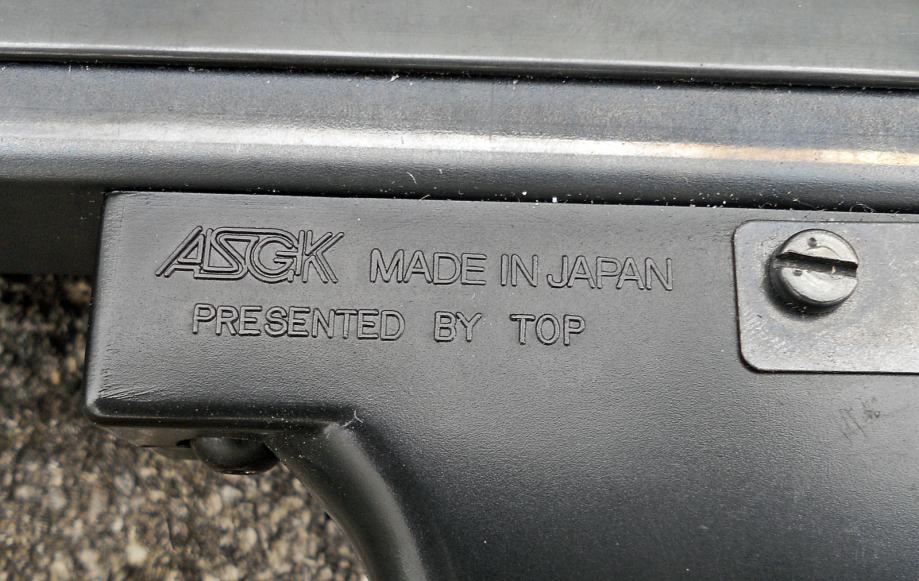 ASGK MADE IN JAPAN
PRESENTED BY TOP